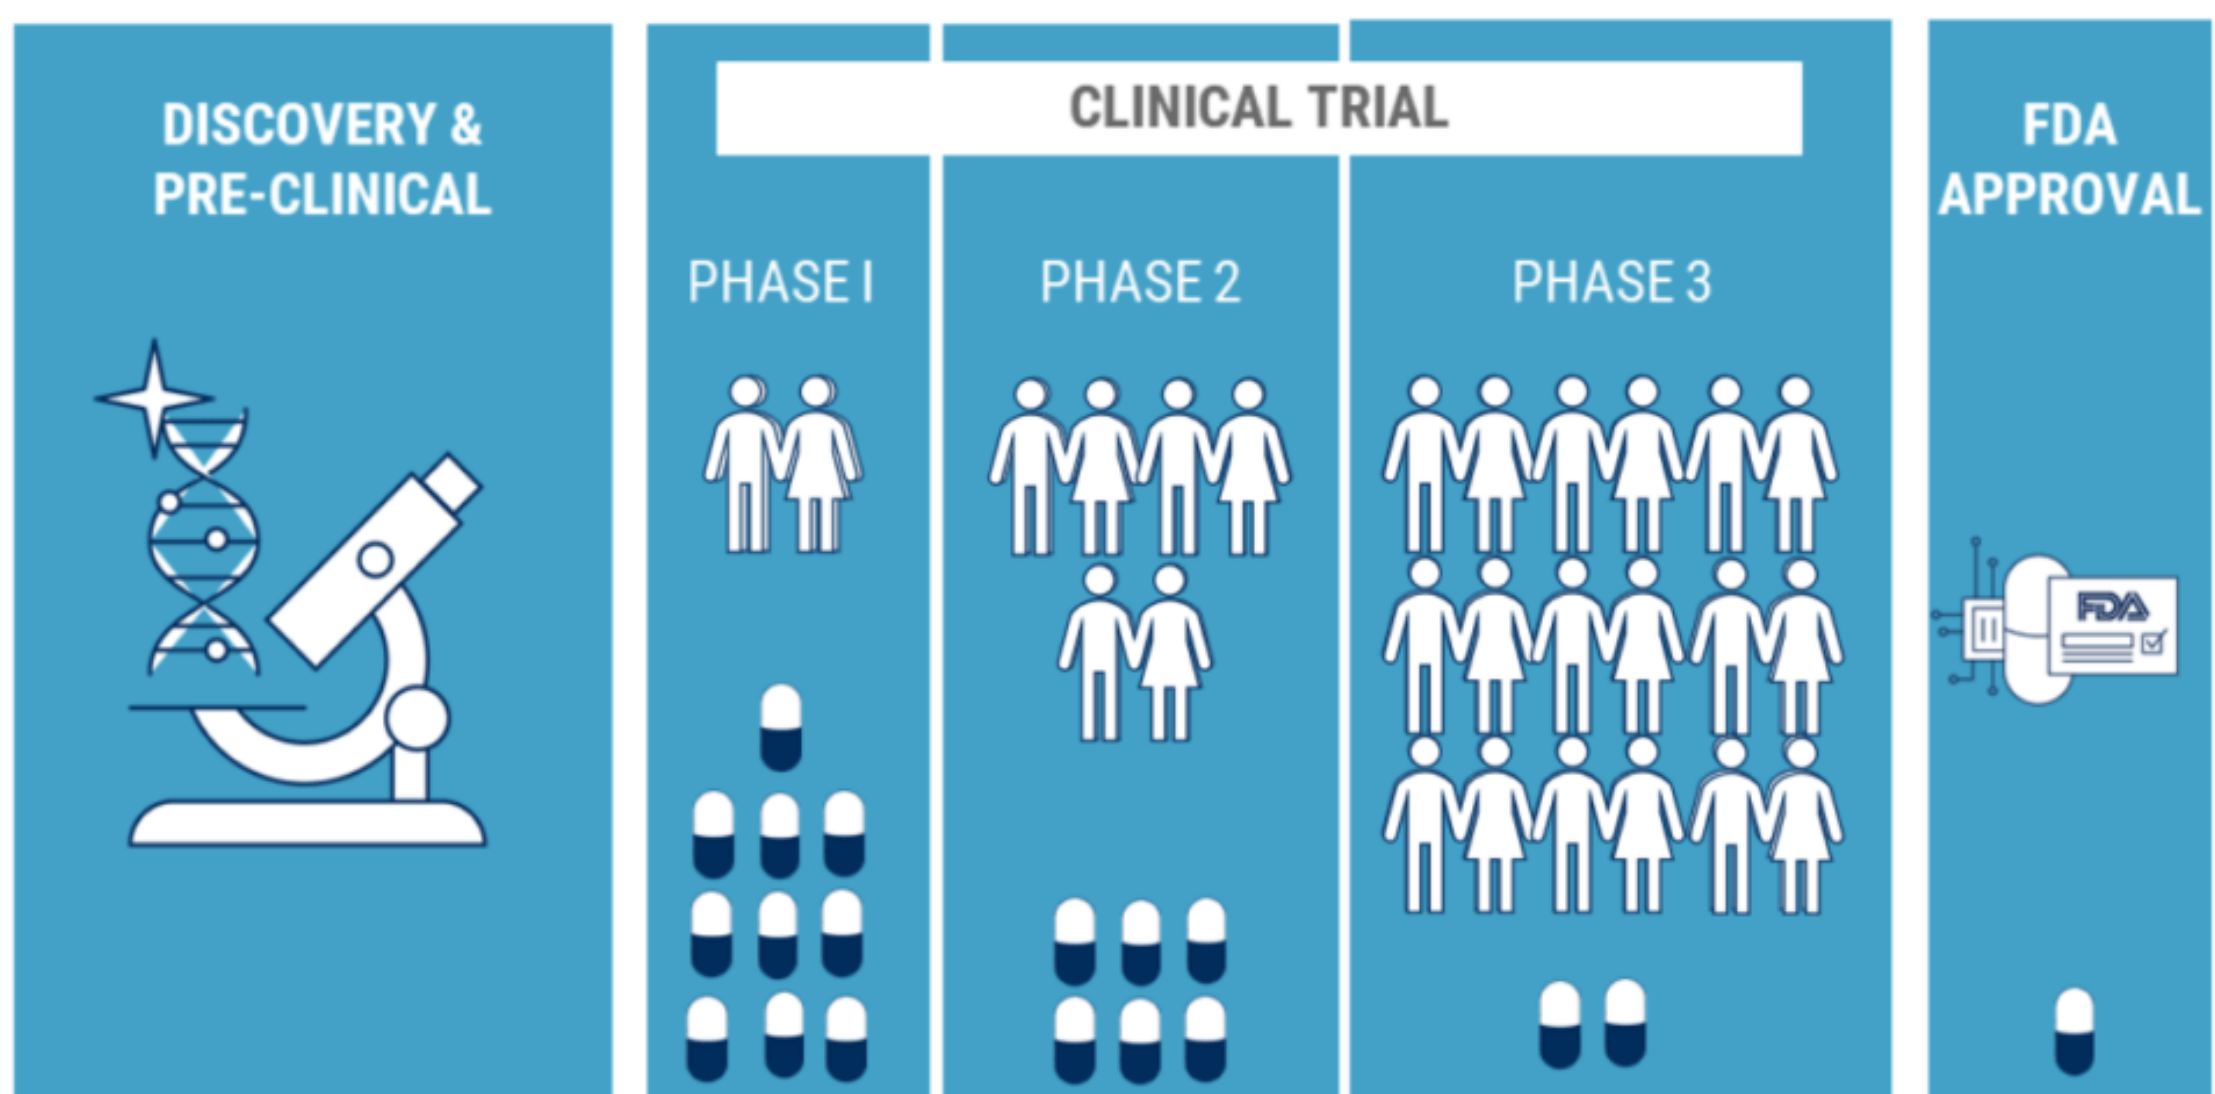 DISCOVERY &
PRE-CLINICAL
CLINICAL TRIAL
PHASE I
PHASE 2
PHASE 3
FDA
APPROVAL
FDA